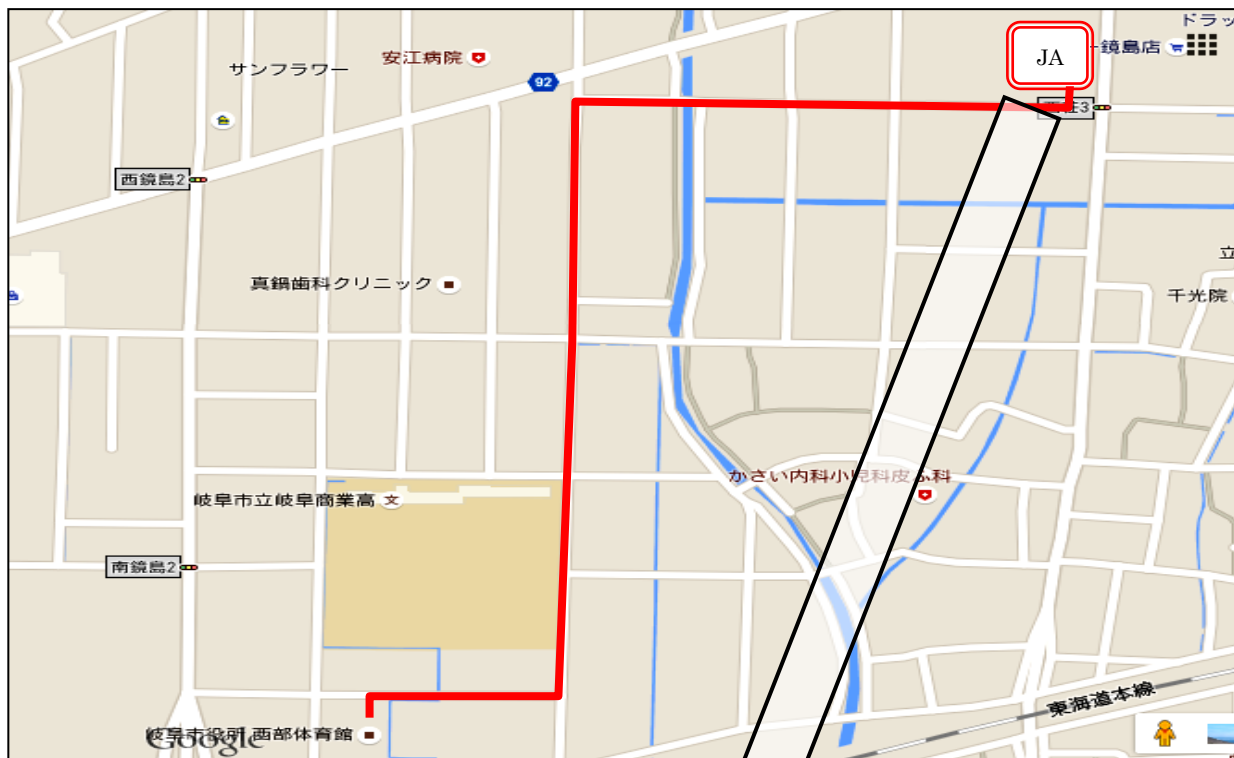 ドラッ
JA
鏡島店
安江病院
サンフラワー
92
3
西鏡島2
立
真鍋歯科クリニック
千光院
かさい内科小児科皮ふ科
岐阜市立岐阜商業高
文
南鏡島2
東海道本線
岐阜市役所 西部体育館
Google